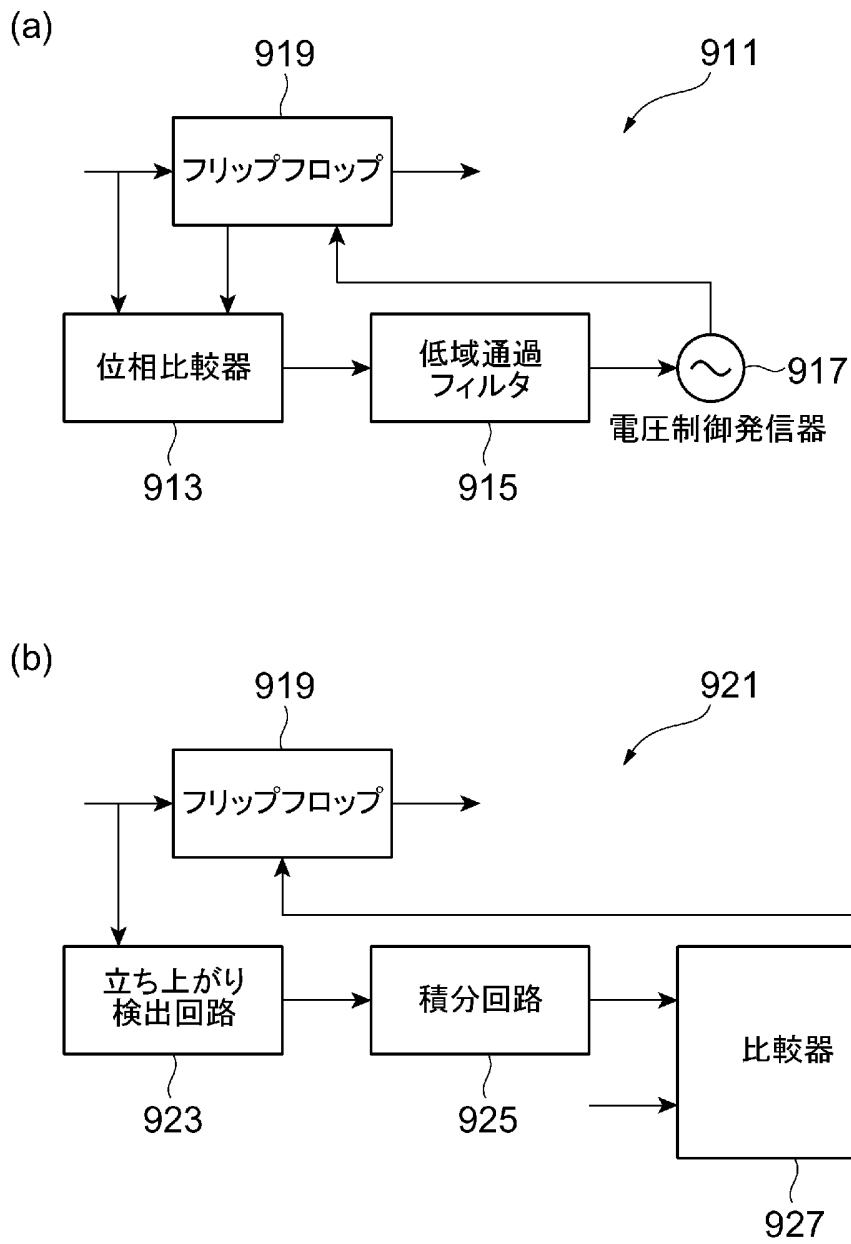 (a)
919
911
フリップフロップ
位相比較器
低域通過
フィルタ
917
電圧制御発信器
913
915
(b)
919
921
フリップフロップ
立ち上がり
検出回路
積分回路
比較器
923
925
927